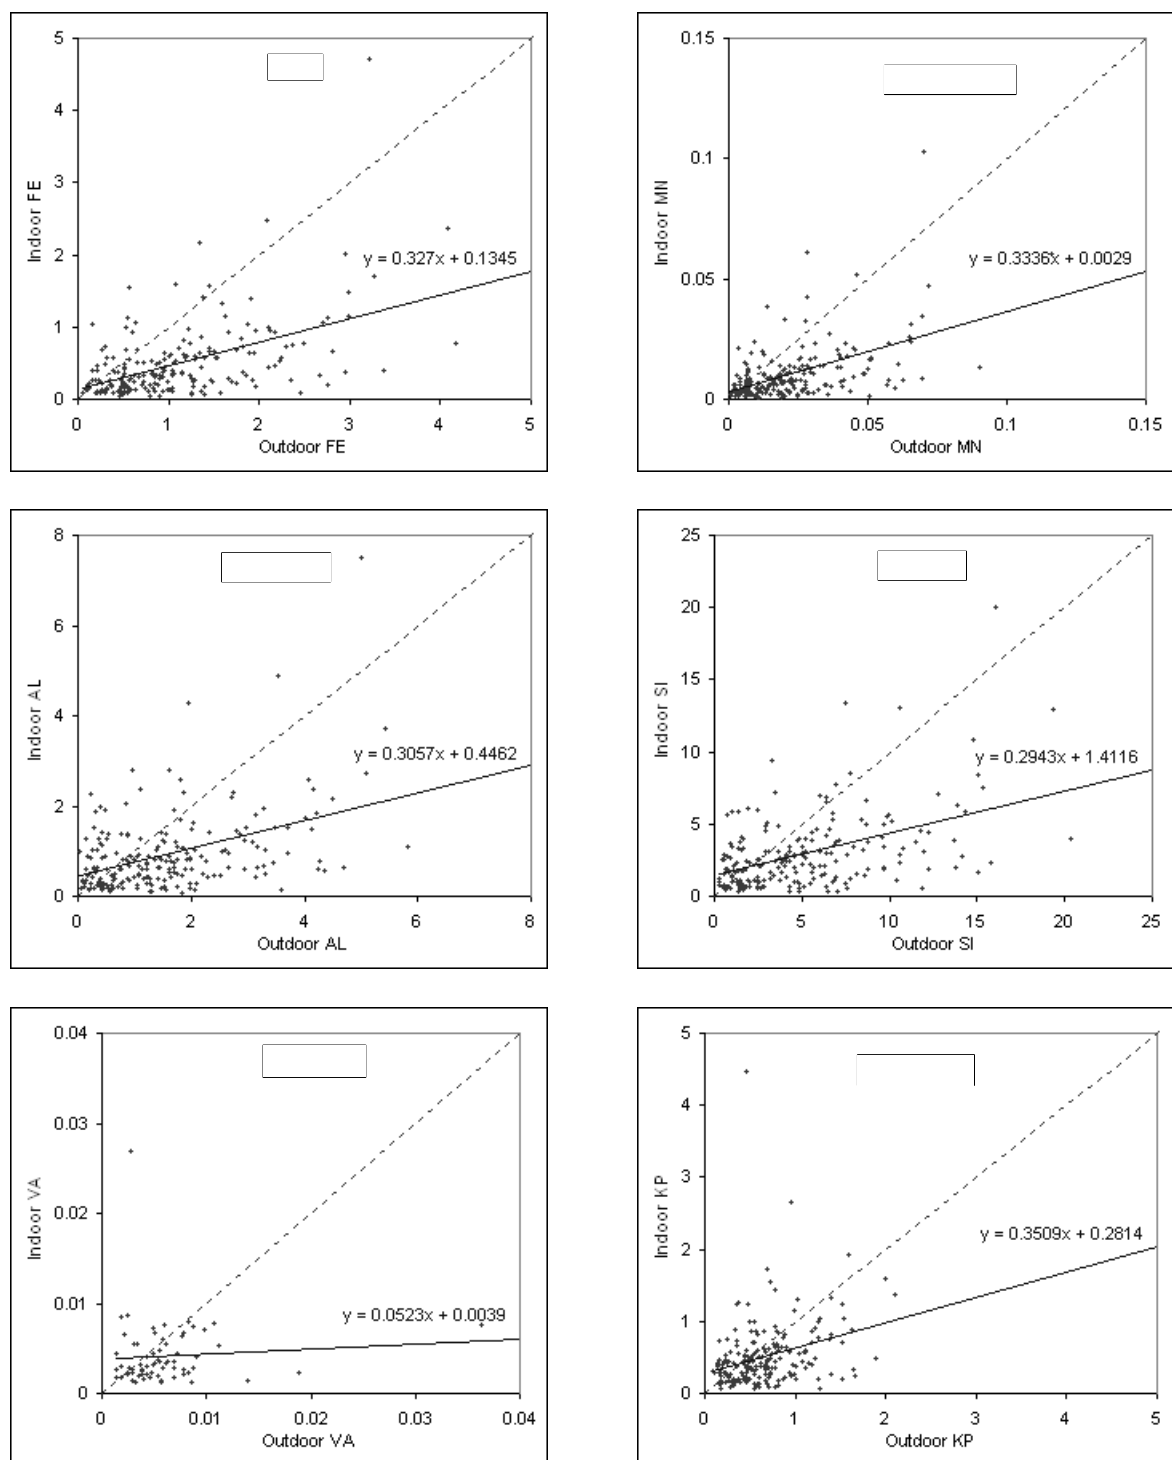 5
4
3
2
1
0
Indoor FE
y = 0.327x + 0.1345
0 1 2 3 4 5
Outdoor FE
0.15
0.1
0.05
0
Indoor MN
y = 0.3336x + 0.0029
0 0.05 0.1 0.15
Outdoor MN
8
6
4
2
0
Indoor AL
y = 0.3057x + 0.4462
0 2 4 6 8
Outdoor AL
25
20
15
10
5
0
Indoor SI
y = 0.2943x + 1.4116
0 5 10 15 20 25
Outdoor SI
0.04
0.03
0.02
0.01
0
Indoor VA
y = 0.0523x + 0.0039
0 0.01 0.02 0.03 0.04
Outdoor VA
5
4
3
2
1
0
Indoor KP
y = 0.3509x + 0.2814
0 1 2 3 4 5
Outdoor KP